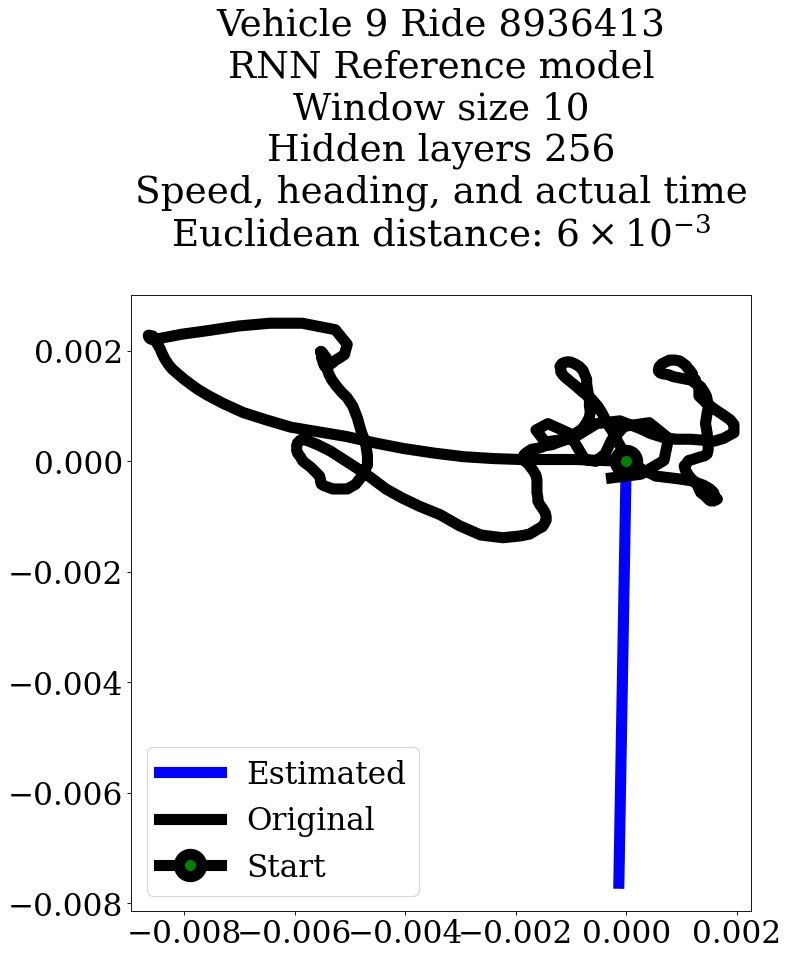 Vehicle 9 Ride 8936413
RNN Reference model
Window size 10
Hidden layers 256
Speed, heading, and actual time
Euclidean distance: 6 × 10⁻³
0.002
0.000
−0.002
−0.004
−0.006
−0.008
Estimated
Original
Start
−0.008 −0.006 −0.004 −0.002 0.000 0.002